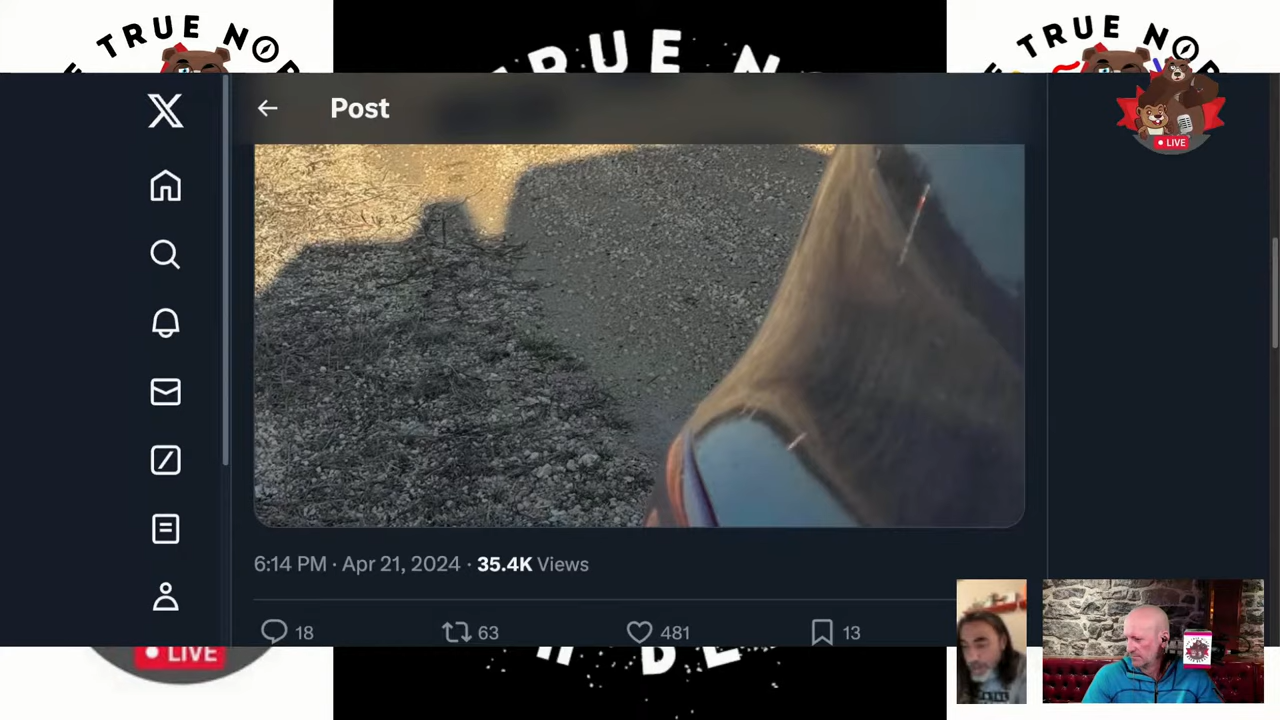 TRUE NOR
TRUE N
TRUE NO
LIVE
Post
6:14 PM · Apr 21, 2024 · 35.4K Views
18 63 481 13
LIVE